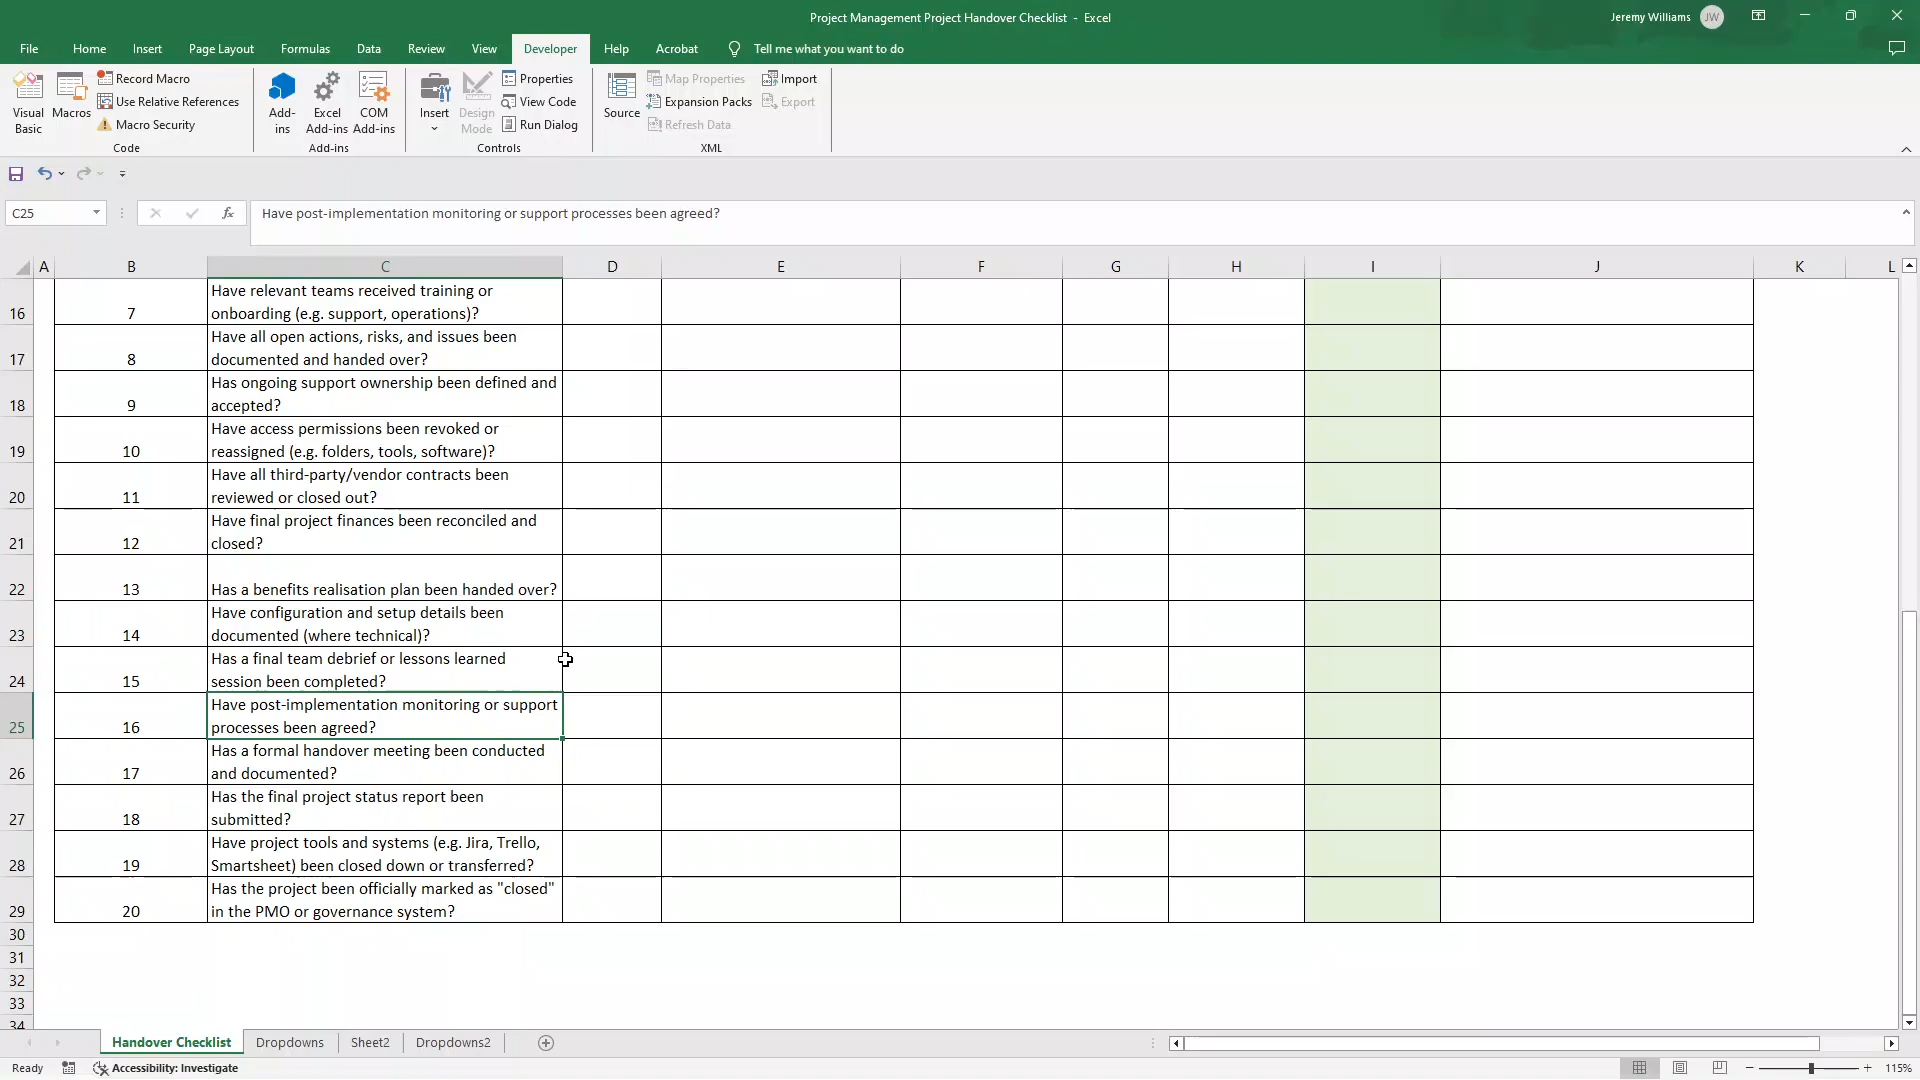 Project Management Project Handover Checklist - Excel
Jeremy Williams JW
File Home Insert Page Layout Formulas Data Review View Developer Help Acrobat Tell me what you want to do
Visual Basic
Macros
Record Macro
Use Relative References
Macro Security
Code
Add-ins
Excel Add-ins
COM Add-ins
Add-ins
Insert
Design Mode
Properties
View Code
Run Dialog
Controls
Source
Map Properties
Expansion Packs
Refresh Data
Import
Export
XML
C25
fx
Have post-implementation monitoring or support processes been agreed?
A B C D E F G H I J K L
Have relevant teams received training or
16 7 onboarding (e.g. support, operations)?
Have all open actions, risks, and issues been
17 8 documented and handed over?
Has ongoing support ownership been defined and
18 9 accepted?
Have access permissions been revoked or
19 10 reassigned (e.g. folders, tools, software)?
Have all third-party/vendor contracts been
20 11 reviewed or closed out?
Have final project finances been reconciled and
21 12 closed?
22 13 Has a benefits realisation plan been handed over?
Have configuration and setup details been
23 14 documented (where technical)?
Has a final team debrief or lessons learned
24 15 session been completed?
Have post-implementation monitoring or support
25 16 processes been agreed?
Has a formal handover meeting been conducted
26 17 and documented?
Has the final project status report been
27 18 submitted?
Have project tools and systems (e.g. Jira, Trello,
28 19 Smartsheet) been closed down or transferred?
Has the project been officially marked as "closed"
29 20 in the PMO or governance system?
30
31
32
33
34
Handover Checklist Dropdowns Sheet2 Dropdowns2
Ready Accessibility: Investigate 115%